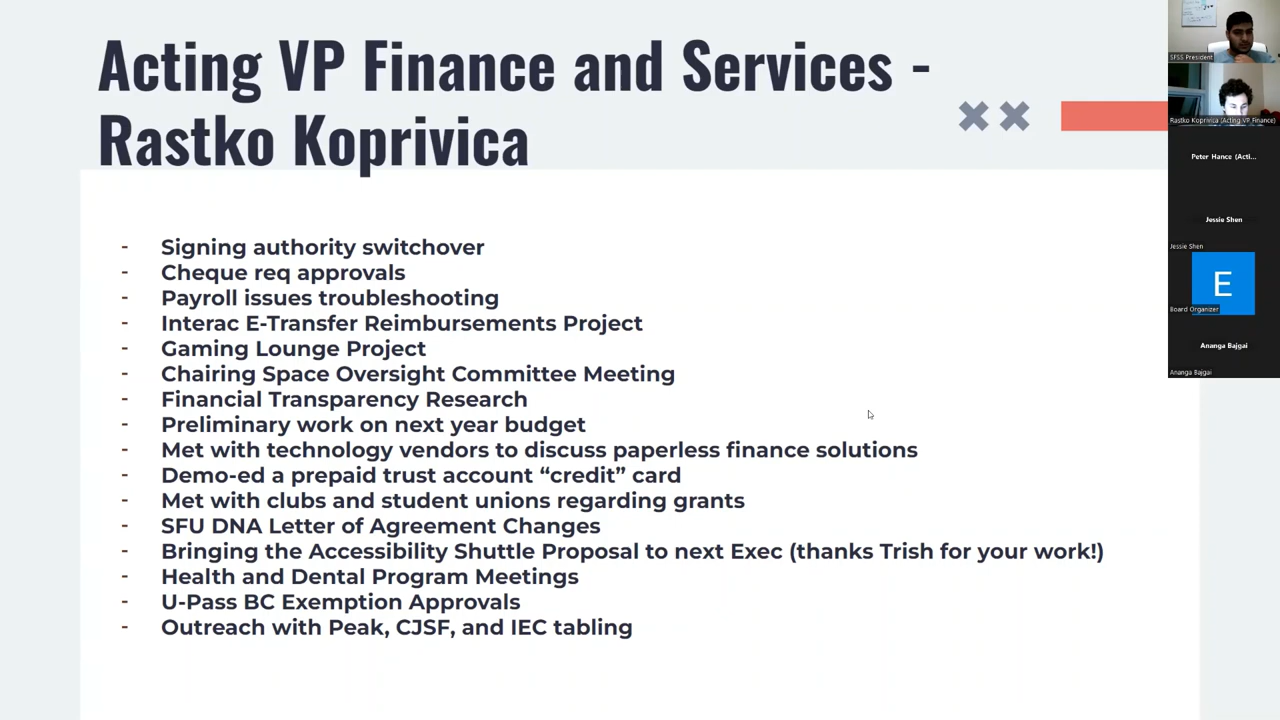 Acting VP Finance and Services -
Rastko Koprivica
- Signing authority switchover
- Cheque req approvals
- Payroll issues troubleshooting
- Interac E-Transfer Reimbursements Project
- Gaming Lounge Project
- Chairing Space Oversight Committee Meeting
- Financial Transparency Research
- Preliminary work on next year budget
- Met with technology vendors to discuss paperless finance solutions
- Demo-ed a prepaid trust account “credit” card
- Met with clubs and student unions regarding grants
- SFU DNA Letter of Agreement Changes
- Bringing the Accessibility Shuttle Proposal to next Exec (thanks Trish for your work!)
- Health and Dental Program Meetings
- U-Pass BC Exemption Approvals
- Outreach with Peak, CJSF, and IEC tabling
SFSS President
Rastko Koprivica (Acting VP Finance)
Peter Hance (Acti...
Jessie Shen
Jessie Shen
E
Board Organizer
Ananga Bajgai
Ananga Bajgai